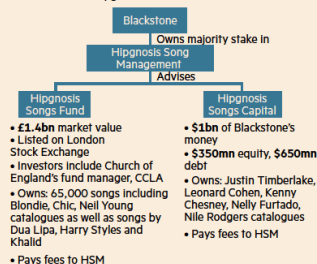 Blackstone
Owns majority stake in
Hipgnosis Song
Management
Advises
Hipgnosis
Songs Fund
• £1.4bn market value
• Listed on London
Stock Exchange
• Investors include Church of
England's fund manager, CCLA
• Owns: 65,000 songs including
Blondie, Chic, Neil Young
catalogues as well as songs by
Dua Lipa, Harry Styles and
Khalid
• Pays fees to HSM
Hipgnosis
Songs Capital
• $1bn of Blackstone's
money
• $350mn equity, $650mn
debt
• Owns: Justin Timberlake,
Leonard Cohen, Kenny
Chesney, Nelly Furtado,
Nile Rodgers catalogues
• Pays fees to HSM